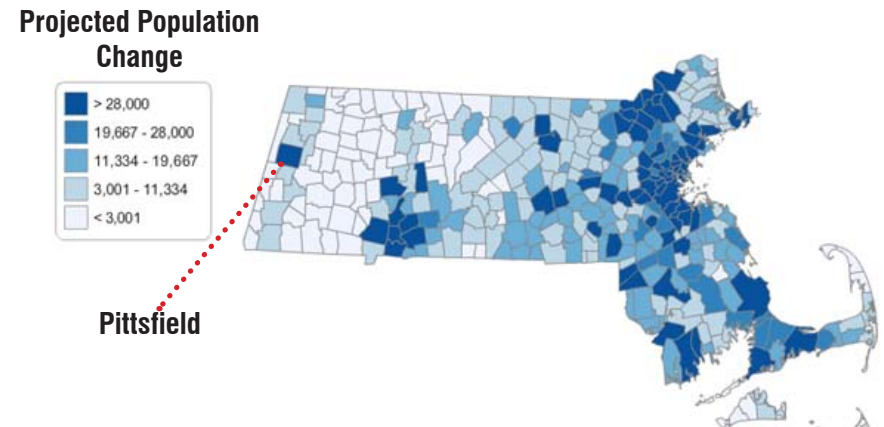 Projected Population
Change
> 28,000
19,667 - 28,000
11,334 - 19,667
3,001 - 11,334
< 3,001
Pittsfield